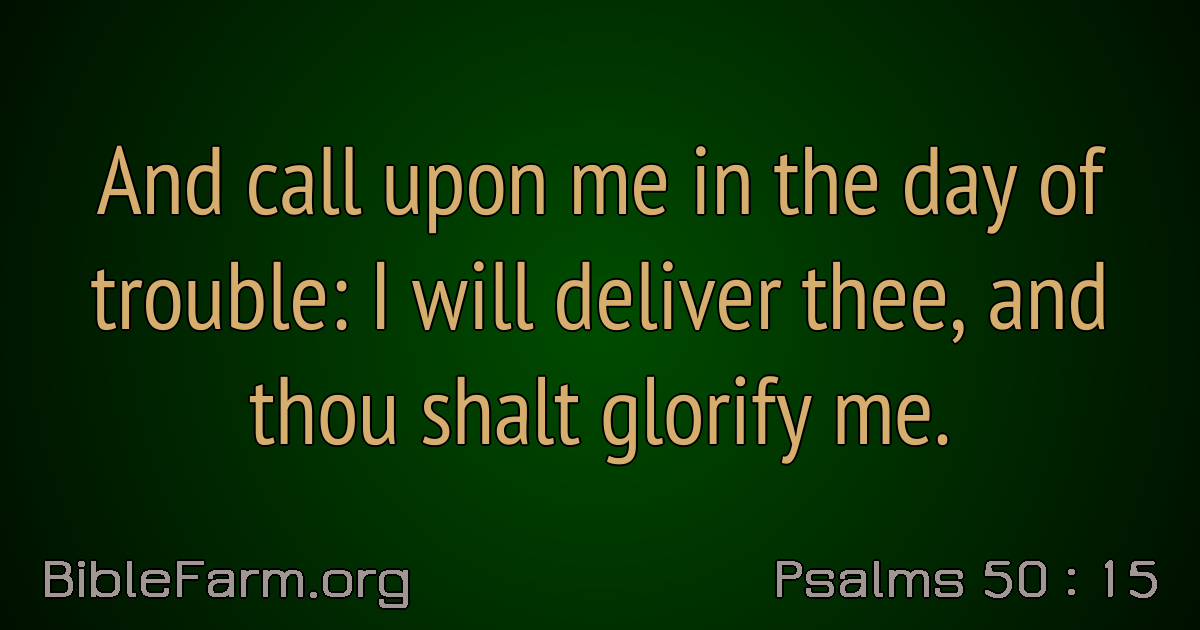 And call upon me in the day of
trouble: I will deliver thee, and
thou shalt glorify me.
BibleFarm.org
Psalms 50 : 15